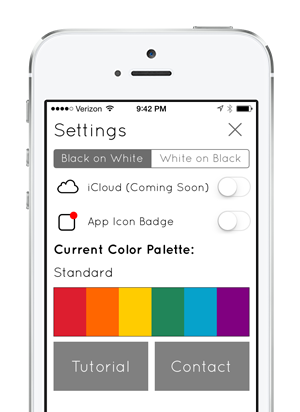 Verizon 9:42 PM
Settings
Black on White White on Black
iCloud (Coming Soon)
App Icon Badge
Current Color Palette:
Standard
Tutorial Contact